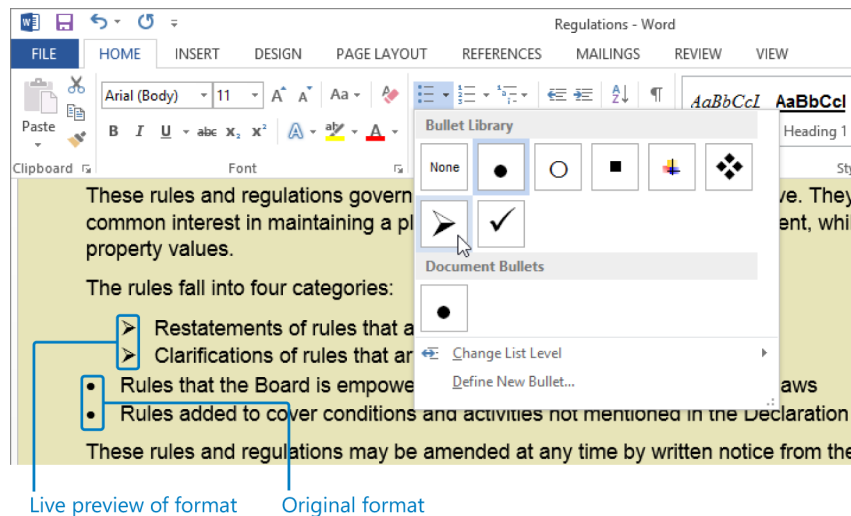 Regulations - Word
FILE HOME INSERT DESIGN PAGE LAYOUT REFERENCES MAILINGS REVIEW VIEW
Arial (Body) 11 A A Aa
Paste B I U abc X₂ X² A aby A
Clipboard Font
AaBbCcI AaBbCcI
Heading 1
Sty
Bullet Library
None
Document Bullets
Change List Level
Define New Bullet...
These rules and regulations govern ve. They
common interest in maintaining a pl ent, whi
property values.
The rules fall into four categories:
➢ Restatements of rules that a
➢ Clarifications of rules that ar
● Rules that the Board is empowe aws
● Rules added to cover conditions and activities not mentioned in the Declaration
These rules and regulations may be amended at any time by written notice from the
Live preview of format Original format